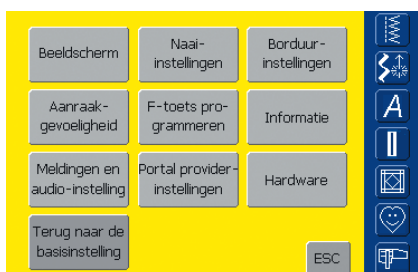 Beeldscherm
Naai-
instellingen
Borduur-
instellingen
Aanraak-
gevoeligheid
F-toets pro-
grammeren
Informatie
Meldingen en
audio-instelling
Portal provider-
instellingen
Hardware
Terug naar de
basisinstelling
ESC
A